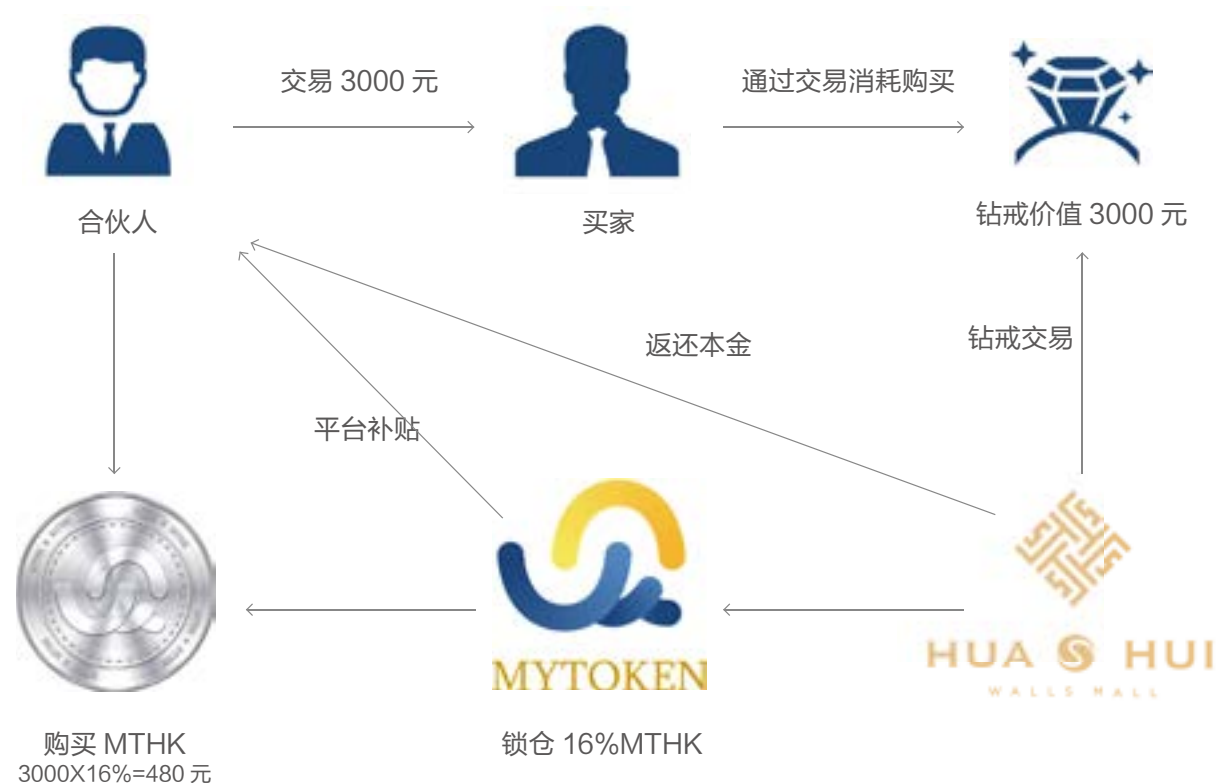 交易 3000 元
通过交易消耗购买
合伙人
买家
钻戒价值 3000 元
返还本金
钻戒交易
平台补贴
MYTOKEN
HUA HUI
WALLS MALL
购买 MTHK
3000X16%=480 元
锁仓 16%MTHK